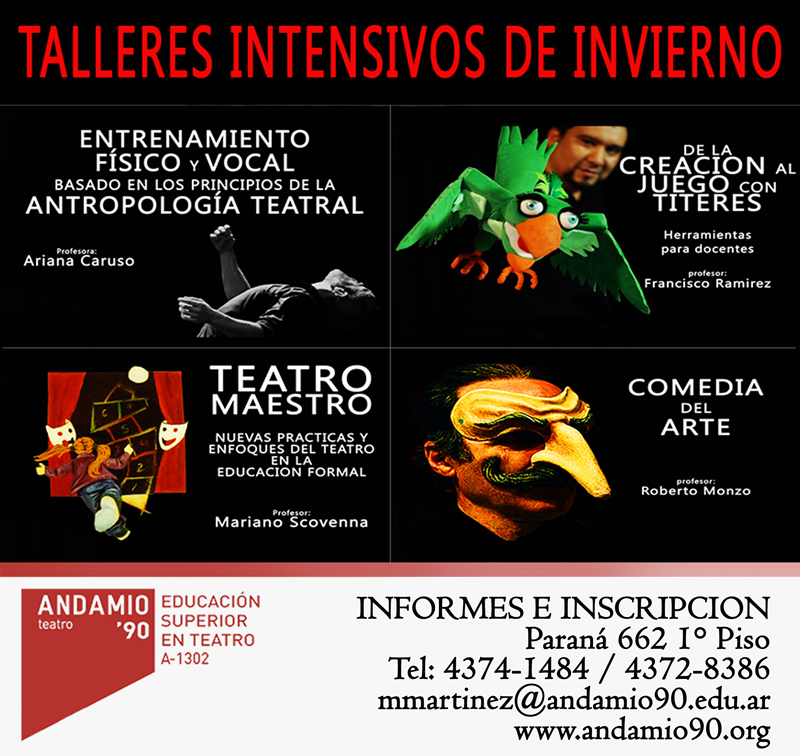 TALLERES INTENSIVOS DE INVIERNO
ENTRENAMIENTO
FÍSICO Y VOCAL
BASADO EN LOS PRINCIPIOS DE LA
ANTROPOLOGÍA TEATRAL
Profesora:
Ariana Caruso
DE LA
CREACION AL
JUEGO CON
TITERES
Herramientas
para docentes
profesor:
Francisco Ramirez
TEATRO
MAESTRO
NUEVAS PRACTICAS Y
ENFOQUES DEL TEATRO
EN LA
EDUCACION FORMAL
Profesor:
Mariano Scovenna
COMEDIA
DEL
ARTE
profesor:
Roberto Monzo
ANDAMIO
teatro '90
EDUCACIÓN
SUPERIOR
EN TEATRO
A-1302
INFORMES E INSCRIPCION
Paraná 662 1º Piso
Tel: 4374-1484 / 4372-8386
mmartinez@andamio90.edu.ar
www.andamio90.org